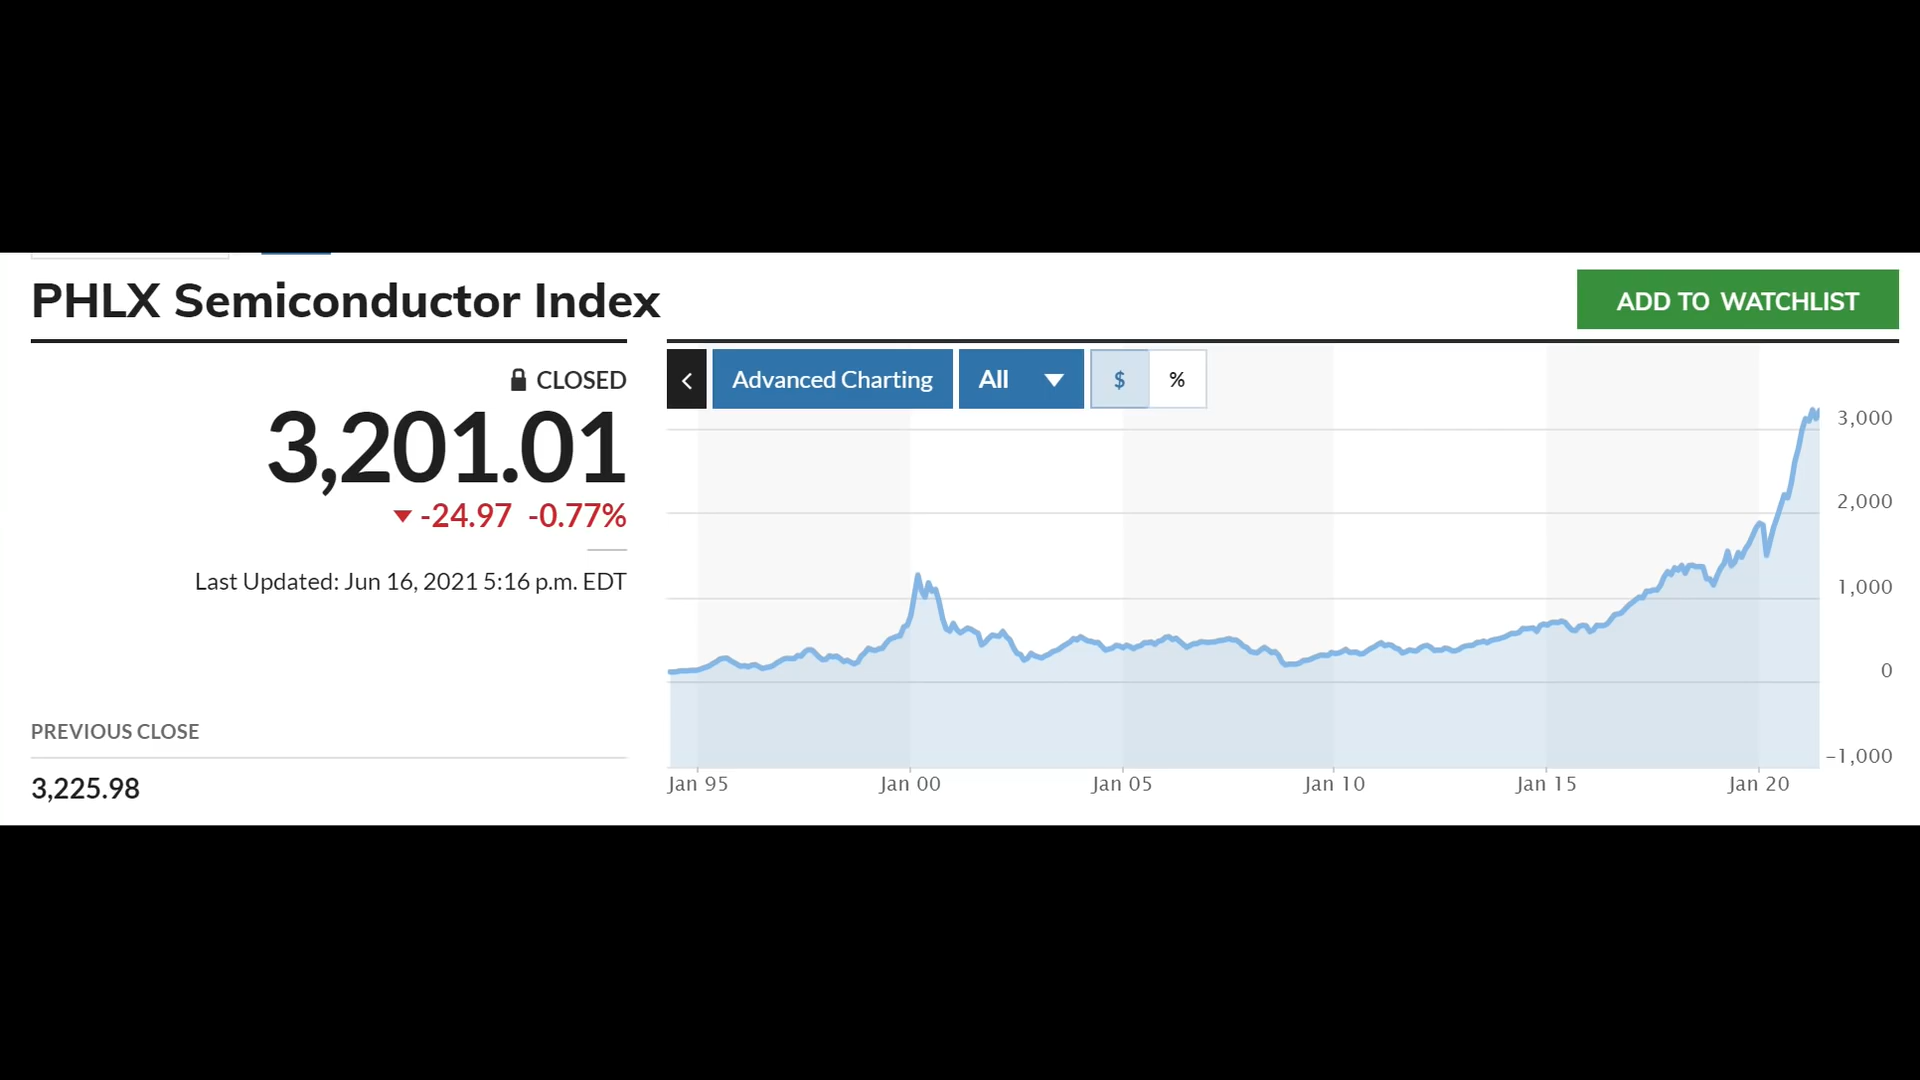 PHLX Semiconductor Index
ADD TO WATCHLIST
CLOSED
3,201.01
-24.97 -0.77%
Last Updated: Jun 16, 2021 5:16 p.m. EDT
PREVIOUS CLOSE
3,225.98
Advanced Charting
All
$
%
3,000
2,000
1,000
0
-1,000
Jan 95
Jan 00
Jan 05
Jan 10
Jan 15
Jan 20